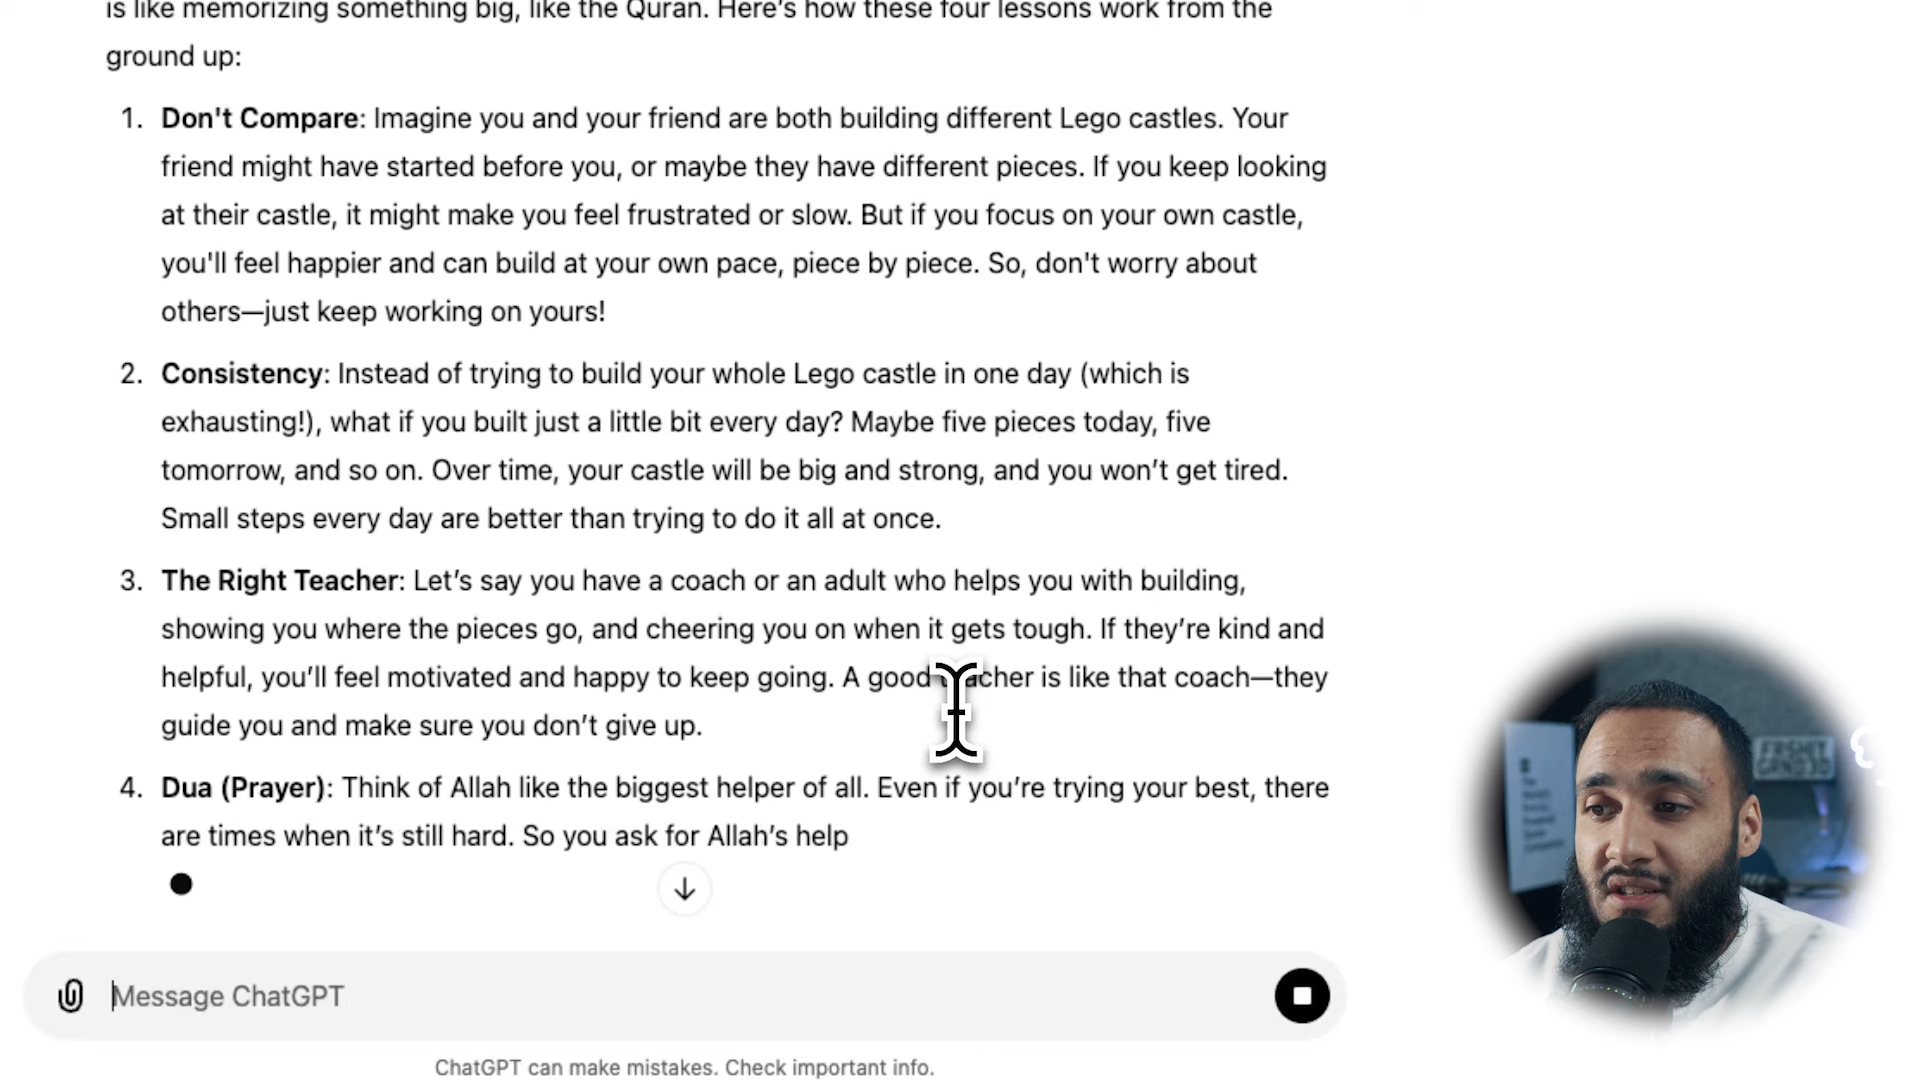 is like memorizing something big, like the Quran. Here's how these four lessons work from the
ground up:
1. Don't Compare: Imagine you and your friend are both building different Lego castles. Your
friend might have started before you, or maybe they have different pieces. If you keep looking
at their castle, it might make you feel frustrated or slow. But if you focus on your own castle,
you'll feel happier and can build at your own pace, piece by piece. So, don't worry about
others—just keep working on yours!
2. Consistency: Instead of trying to build your whole Lego castle in one day (which is
exhausting!), what if you built just a little bit every day? Maybe five pieces today, five
tomorrow, and so on. Over time, your castle will be big and strong, and you won’t get tired.
Small steps every day are better than trying to do it all at once.
3. The Right Teacher: Let’s say you have a coach or an adult who helps you with building,
showing you where the pieces go, and cheering you on when it gets tough. If they’re kind and
helpful, you’ll feel motivated and happy to keep going. A good teacher is like that coach—they
guide you and make sure you don’t give up.
4. Dua (Prayer): Think of Allah like the biggest helper of all. Even if you’re trying your best, there
are times when it’s still hard. So you ask for Allah’s help
Message ChatGPT
ChatGPT can make mistakes. Check important info.